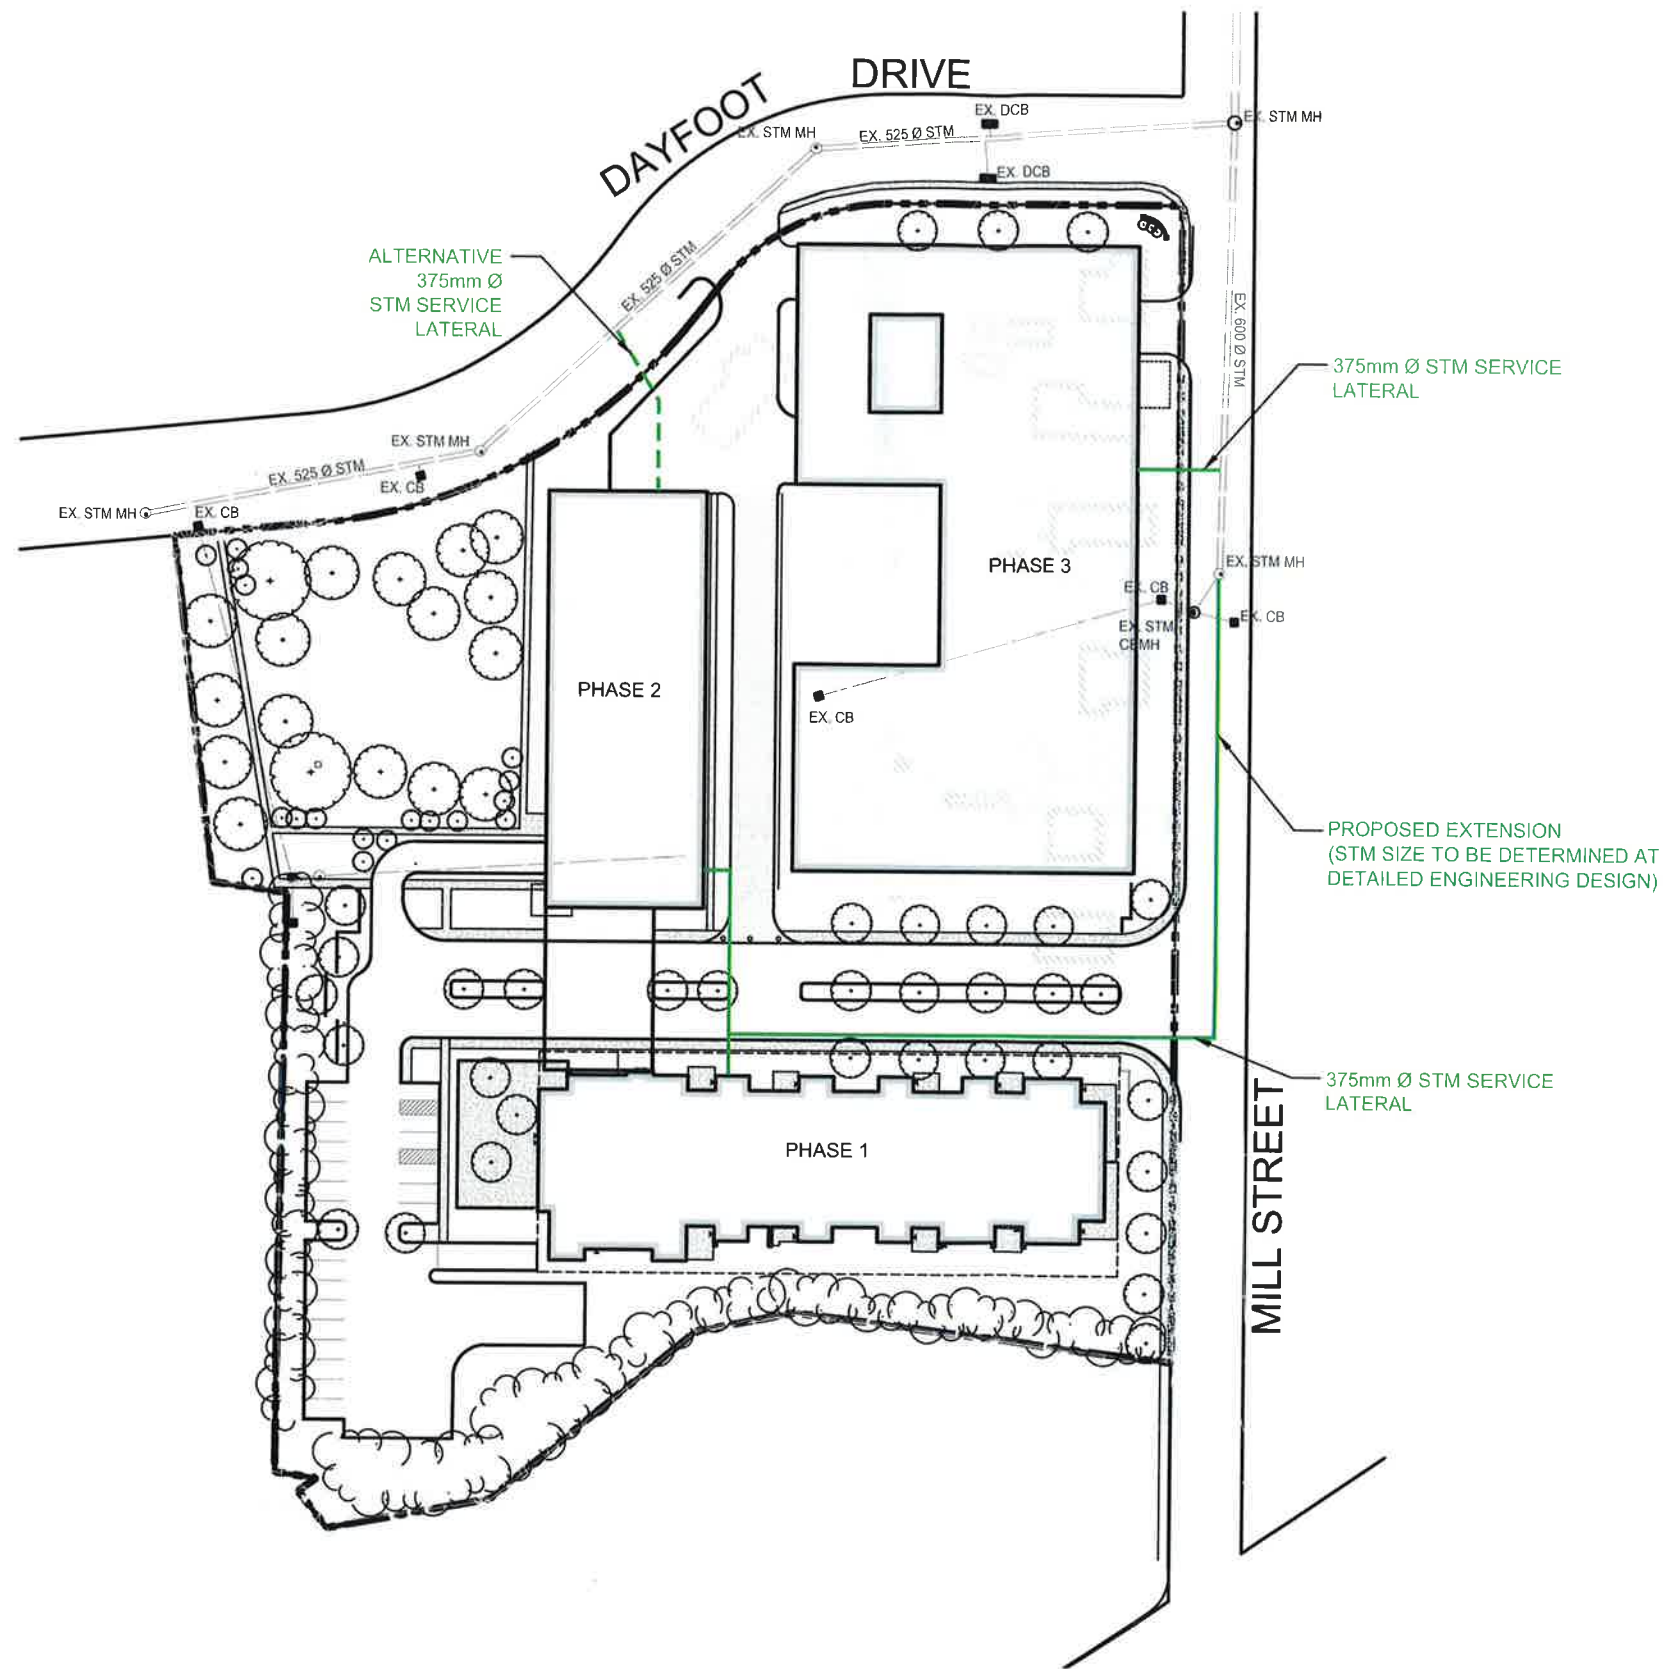 DAYFOOT DRIVE
EX. DCB
EX. STM MH
EX. STM MH
EX. 525 Ø STM
EX. DCB
ALTERNATIVE
375mm Ø
STM SERVICE
LATERAL
EX. 525 Ø STM
EX. 600 Ø STM
375mm Ø STM SERVICE
LATERAL
EX. STM MH
EX. 525 Ø STM
EX. CB
EX. STM MH
EX. CB
PHASE 3
EX. STM MH
EX. CB
EX. CB
EX. STM
CBMH
PHASE 2
EX. CB
PROPOSED EXTENSION
(STM SIZE TO BE DETERMINED AT
DETAILED ENGINEERING DESIGN)
375mm Ø STM SERVICE
LATERAL
PHASE 1
MILL STREET